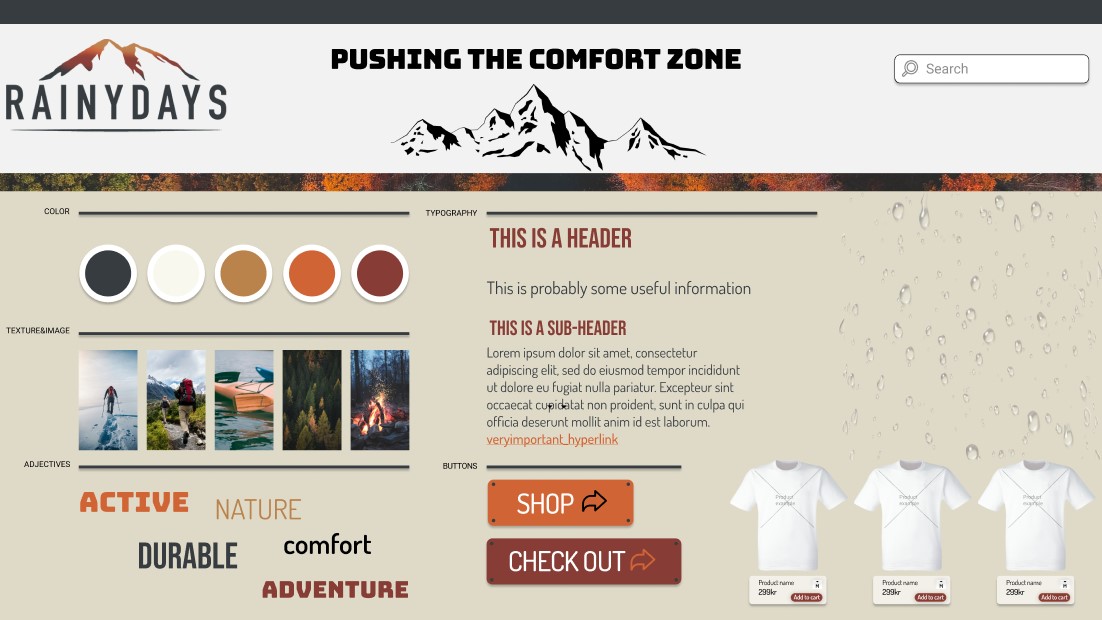 RAINYDAYS
PUSHING THE COMFORT ZONE
Search
COLOR
TYPOGRAPHY
THIS IS A HEADER
This is probably some useful information
TEXTURE&IMAGE
THIS IS A SUB-HEADER
Lorem ipsum dolor sit amet, consectetur
adipiscing elit, sed do eiusmod tempor incididunt
ut dolore eu fugiat nulla pariatur. Excepteur sint
occaecat cupidatat non proident, sunt in culpa qui
officia deserunt mollit anim id est laborum.
veryimportant_hyperlink
ADJECTIVES
ACTIVE
NATURE
DURABLE
comfort
ADVENTURE
BUTTONS
SHOP
CHECK OUT
Product
example
Product
example
Product
example
Product name
M
299kr
Add to cart
Product name
M
299kr
Add to cart
Product name
M
299kr
Add to cart